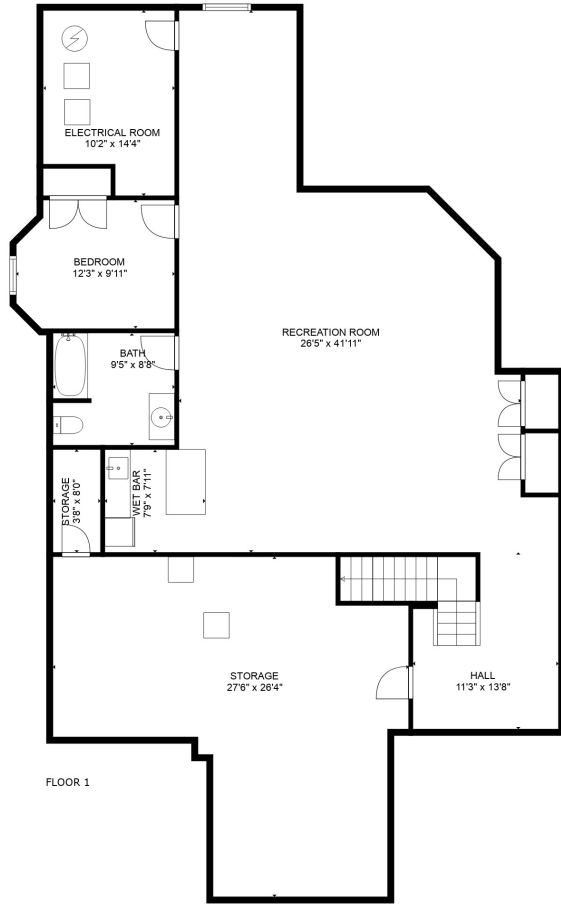 ELECTRICAL ROOM
10'2" x 14'4"
BEDROOM
12'3" x 9'11"
RECREATION ROOM
26'5" x 41'11"
BATH
9'5" x 8'8"
STORAGE
3'8" x 8'0"
WET BAR
7'9" x 7'11"
STORAGE
27'6" x 26'4"
HALL
11'3" x 13'8"
FLOOR 1